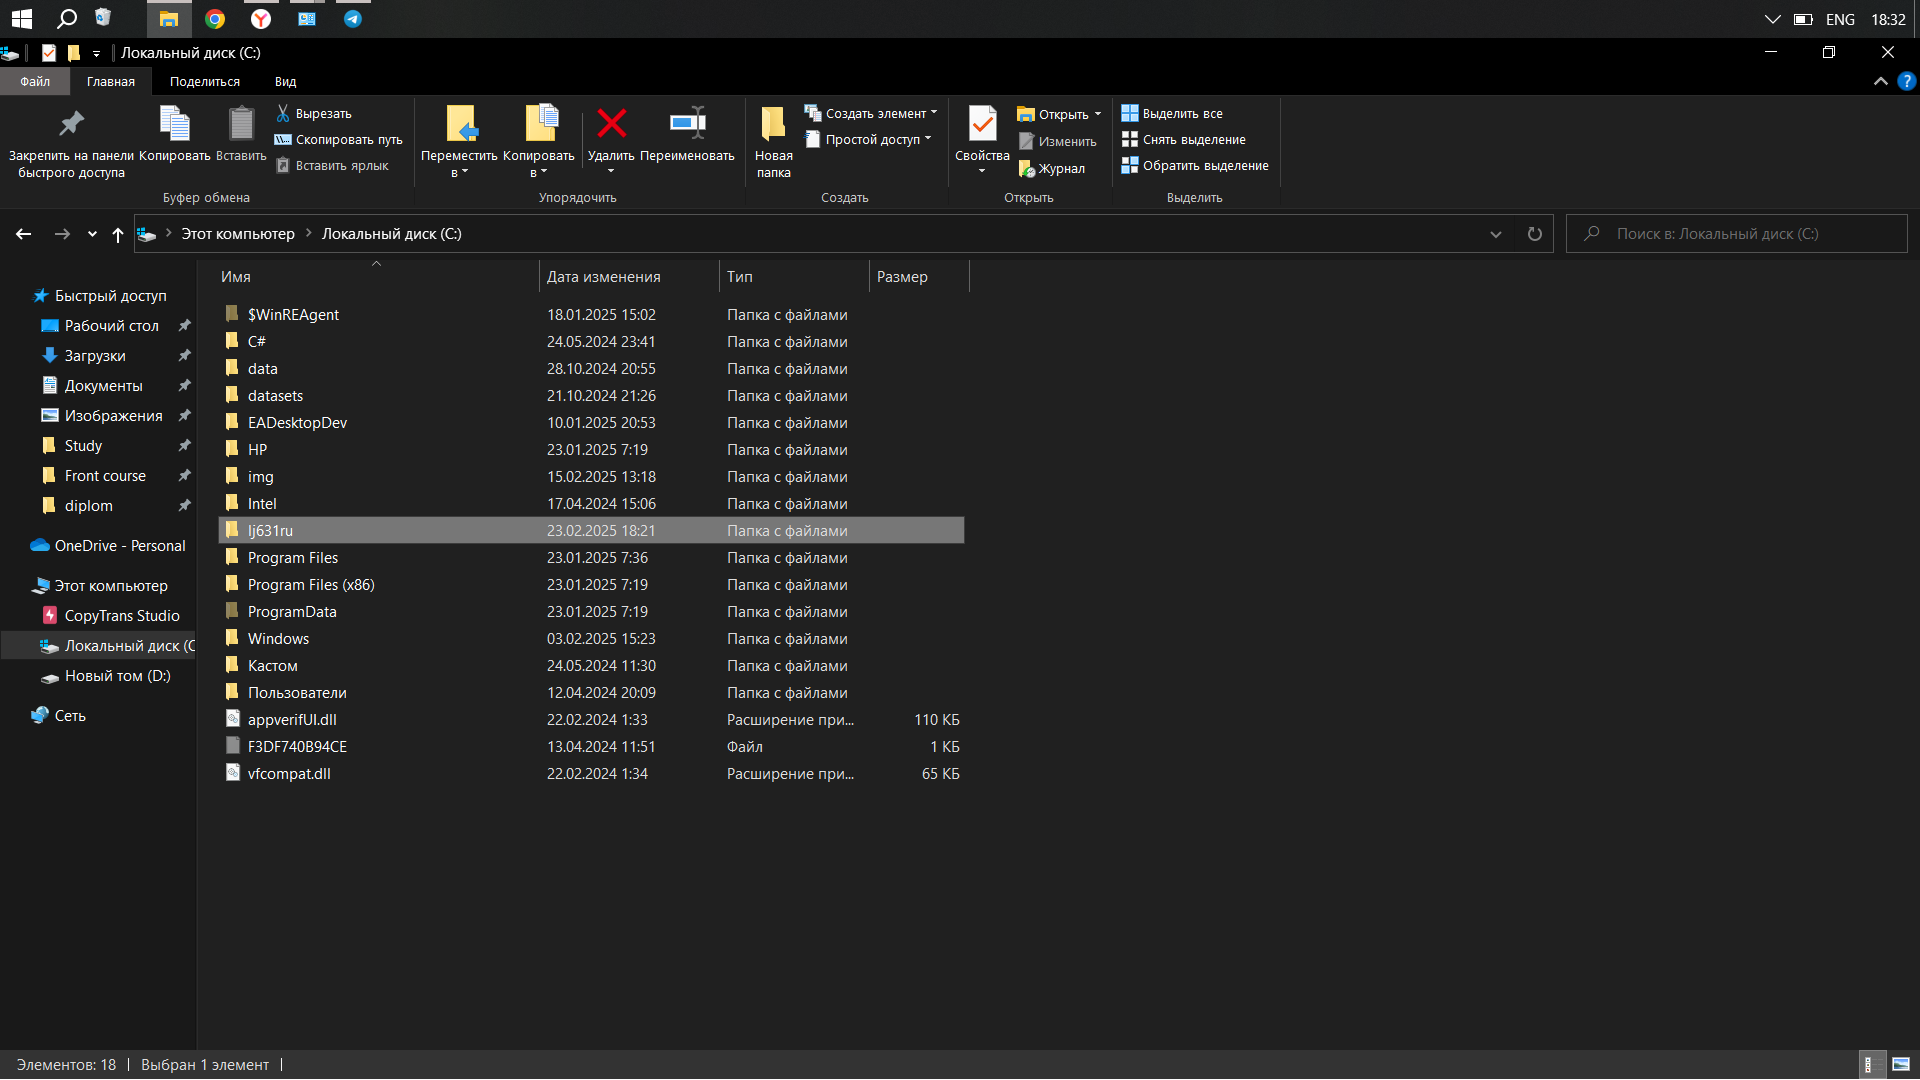 ENG 18:32
Локальный диск (C:)
Файл Главная Поделиться Вид
Закрепить на панели быстрого доступа
Копировать
Вставить
Вырезать
Скопировать путь
Вставить ярлык
Буфер обмена
Переместить в
Копировать в
Удалить
Переименовать
Упорядочить
Новая папка
Создать элемент
Простой доступ
Создать
Свойства
Открыть
Изменить
Журнал
Открыть
Выделить все
Снять выделение
Обратить выделение
Выделить
Этот компьютер Локальный диск (C:)
Поиск в: Локальный диск (C:)
Быстрый доступ
Рабочий стол
Загрузки
Документы
Изображения
Study
Front course
diplom
OneDrive - Personal
Этот компьютер
CopyTrans Studio
Локальный диск (C
Новый том (D:)
Сеть
Имя Дата изменения Тип Размер
$WinREAgent 18.01.2025 15:02 Папка с файлами
C# 24.05.2024 23:41 Папка с файлами
data 28.10.2024 20:55 Папка с файлами
datasets 21.10.2024 21:26 Папка с файлами
EADesktopDev 10.01.2025 20:53 Папка с файлами
HP 23.01.2025 7:19 Папка с файлами
img 15.02.2025 13:18 Папка с файлами
Intel 17.04.2024 15:06 Папка с файлами
lj631ru 23.02.2025 18:21 Папка с файлами
Program Files 23.01.2025 7:36 Папка с файлами
Program Files (x86) 23.01.2025 7:19 Папка с файлами
ProgramData 23.01.2025 7:19 Папка с файлами
Windows 03.02.2025 15:23 Папка с файлами
Кастом 24.05.2024 11:30 Папка с файлами
Пользователи 12.04.2024 20:09 Папка с файлами
appverifUI.dll 22.02.2024 1:33 Расширение при... 110 КБ
F3DF740B94CE 13.04.2024 11:51 Файл 1 КБ
vfcompat.dll 22.02.2024 1:34 Расширение при... 65 КБ
Элементов: 18 Выбран 1 элемент